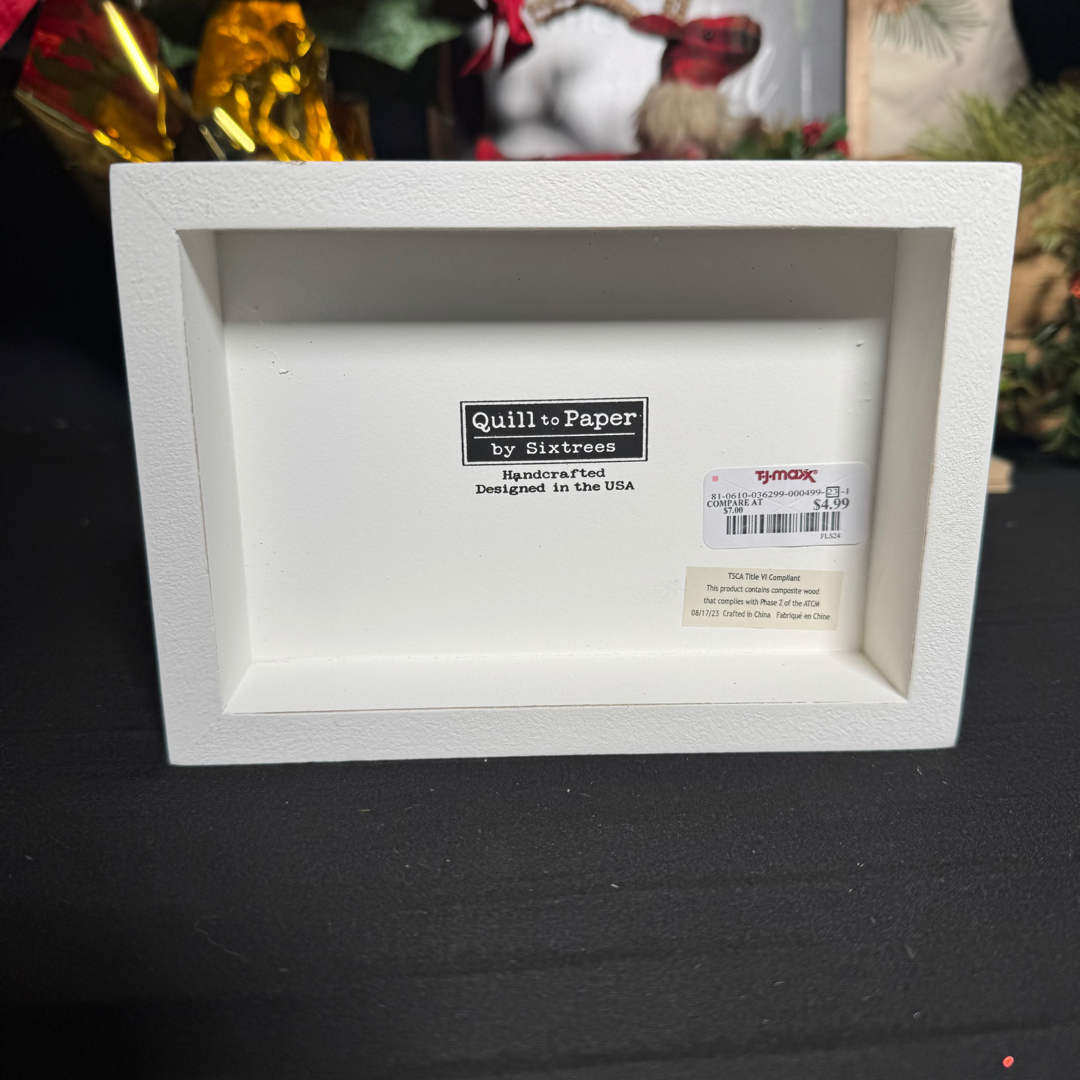 Quill to Paper
by Sixtrees
Handcrafted
Designed in the USA
T·J·maxx®
81-0610-036299-000499-23-1
COMPARE AT $4.99
$7.00
FLS24
TSCA Title VI Compliant
This product contains composite wood
that complies with Phase 2 of the ATCM
08/17/23 Crafted in China Fabriqué en Chine